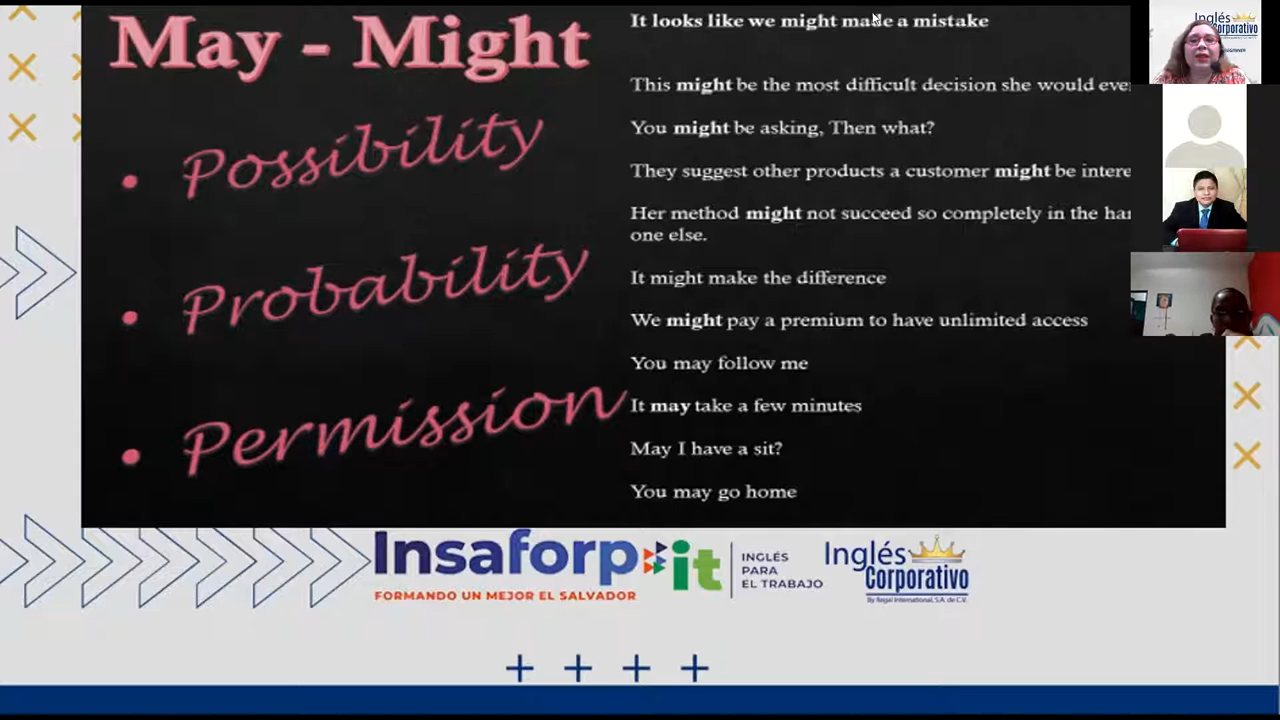 May - Might
• Possibility
• Probability
• Permission
It looks like we might made a mistake
This might be the most difficult decision she would ever
You might be asking, Then what?
They suggest other products a customer might be
Her method might not succeed so completely in the
one else.
It might make the difference
We might pay a premium to have unlimited access
You may follow me
It may take a few minutes
May I have a sit?
You may go home
Insaforp
FORMANDO UN MEJOR EL SALVADOR
it
INGLÉS
PARA
EL TRABAJO
Inglés
Corporativo
By Regal International, S.A. de C.V.
Inglés
Corporativo